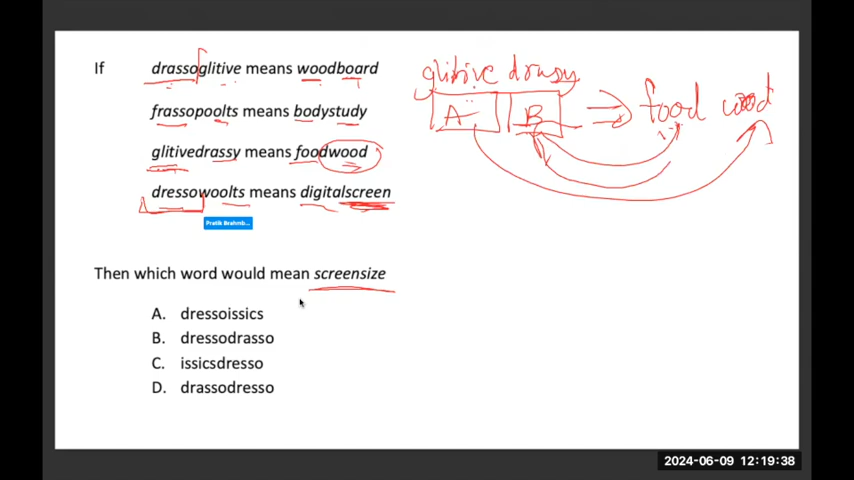 If drassoglitive means woodboard
frassopoolts means bodystudy
glitivedrassy means foodwood
dressowoolts means digitalscreen
Pratik Brahmb...
glitive drassy
A B food wood
Then which word would mean screensize
A. dressoissics
B. dressodrasso
C. issicsdresso
D. drassodresso
2024-06-09 12:19:38